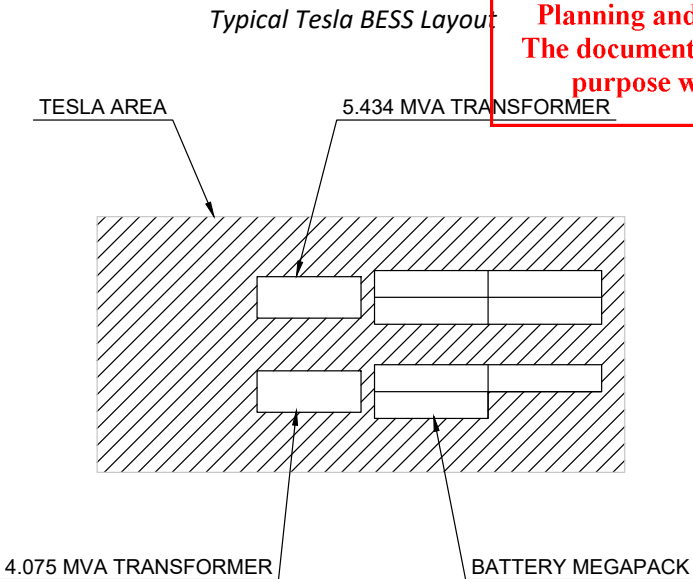 Typical Tesla BESS Layout
Planning and
The document
purpose w
TESLA AREA
5.434 MVA TRANSFORMER
4.075 MVA TRANSFORMER
BATTERY MEGAPACK